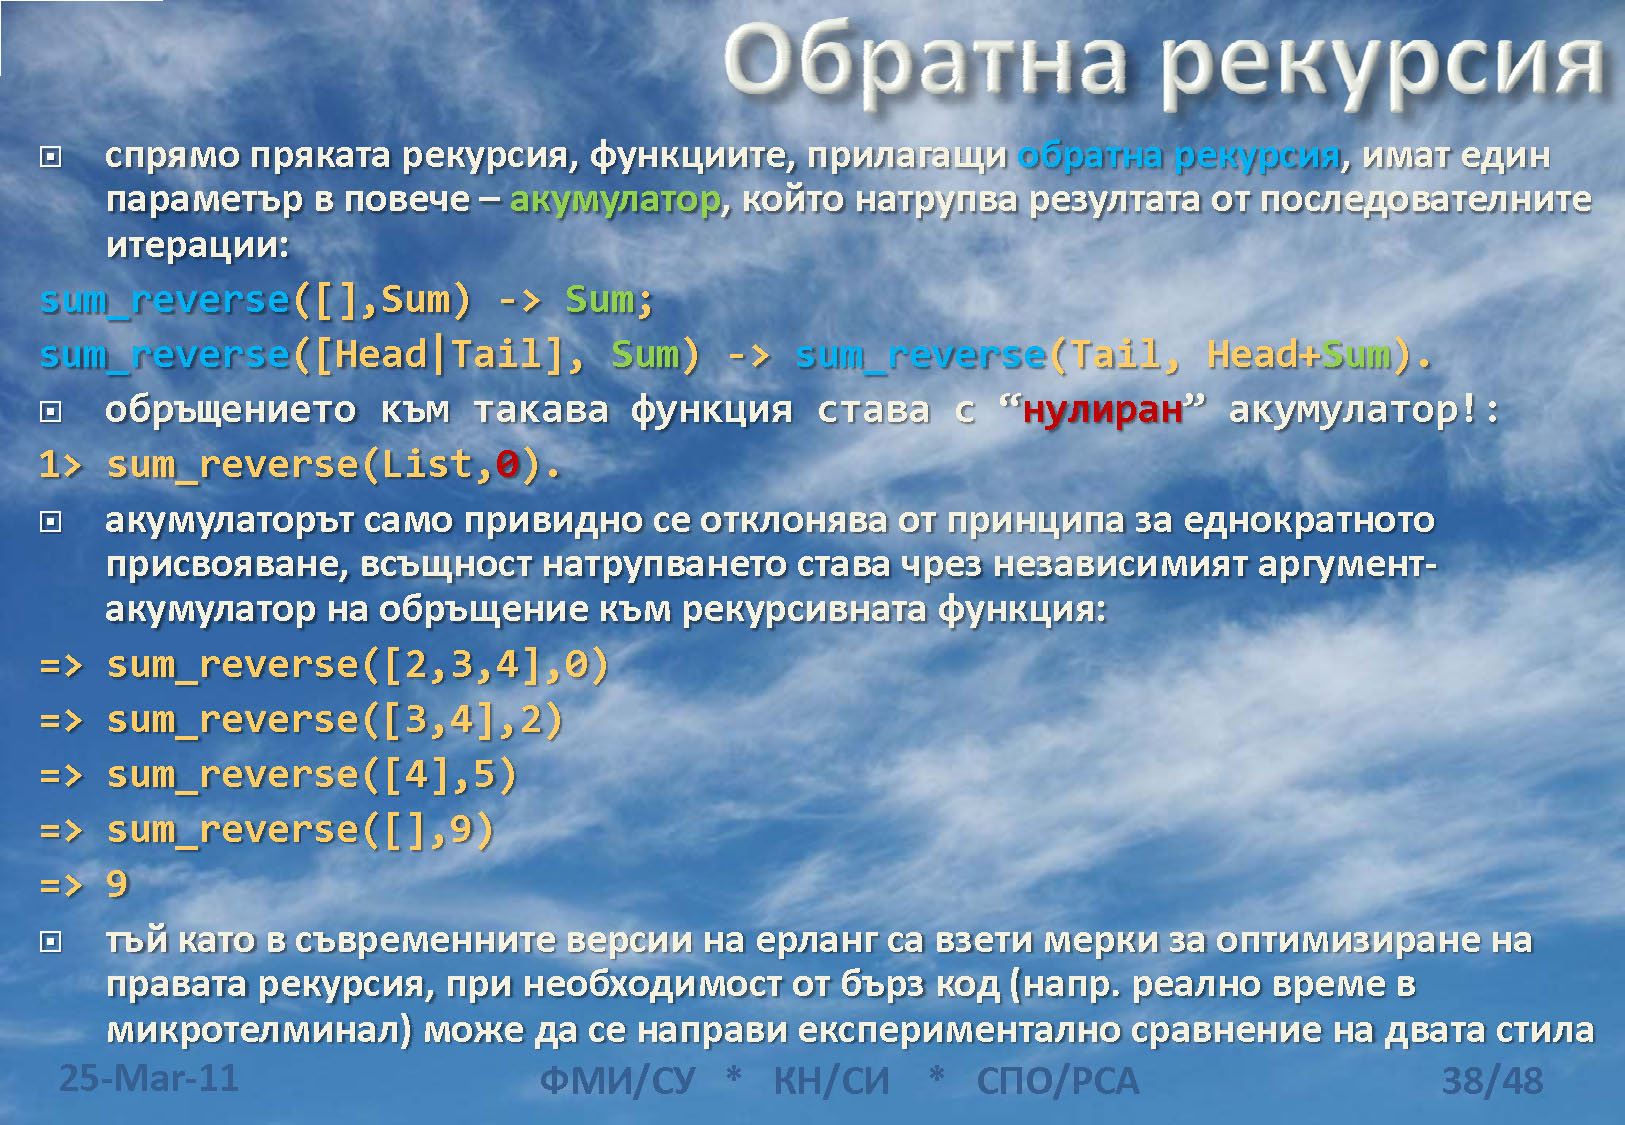 Обратна рекурсия
спрямо пряката рекурсия, функциите, прилагащи обратна рекурсия, имат един
параметър в повече – акумулатор, който натрупва резултата от последователните
итерации:
sum_reverse([],Sum) -> Sum;
sum_reverse([Head|Tail], Sum) -> sum_reverse(Tail, Head+Sum).
обръщението към такава функция става с “нулиран” акумулатор!:
1> sum_reverse(List,0).
акумулаторът само привидно се отклонява от принципа за еднократното
присвояване, всъщност натрупването става чрез независимият аргумент-
акумулатор на обръщение към рекурсивната функция:
=> sum_reverse([2,3,4],0)
=> sum_reverse([3,4],2)
=> sum_reverse([4],5)
=> sum_reverse([],9)
=> 9
тъй като в съвременните версии на ерланг са взети мерки за оптимизиране на
правата рекурсия, при необходимост от бърз код (напр. реално време в
микротелминал) може да се направи експериментално сравнение на двата стила
25-Mar-11 ФМИ/СУ * КН/СИ * СПО/РСА 38/48